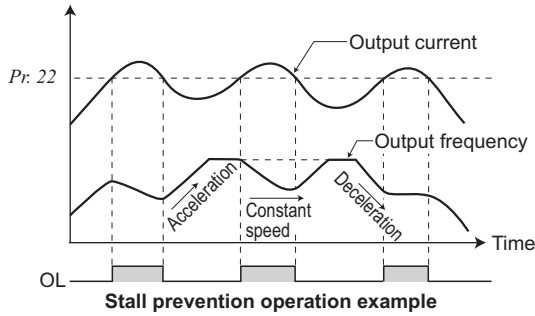 Output current
Pr. 22
Output frequency
Acceleration
Constant
speed
Deceleration
Time
OL
Stall prevention operation example